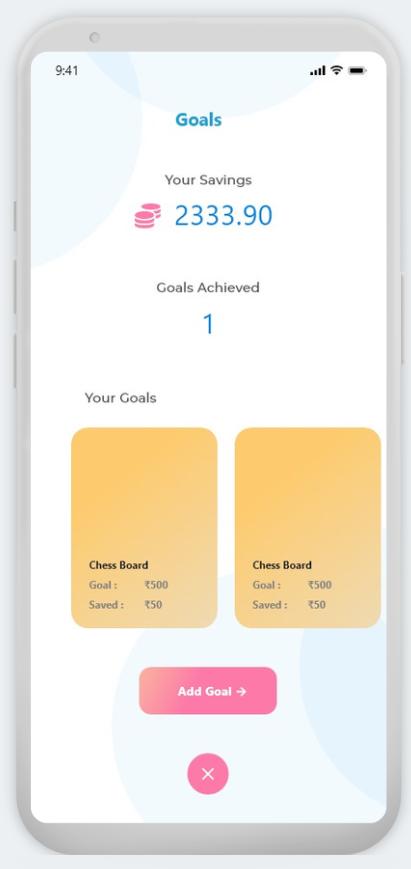 9:41
Goals
Your Savings
2333.90
Goals Achieved
1
Your Goals
Chess Board
Goal : ₹500
Saved : ₹50
Chess Board
Goal : ₹500
Saved : ₹50
Add Goal →